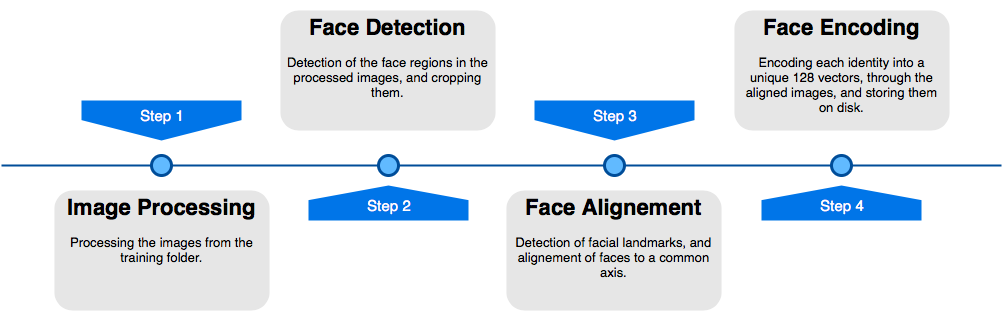 Step 1
Image Processing
Processing the images from the
training folder.
Face Detection
Detection of the face regions in the
processed images, and cropping
them.
Step 2
Step 3
Face Alignement
Detection of facial landmarks, and
alignement of faces to a common
axis.
Face Encoding
Encoding each identity into a
unique 128 vectors, through the
aligned images, and storing them
on disk.
Step 4